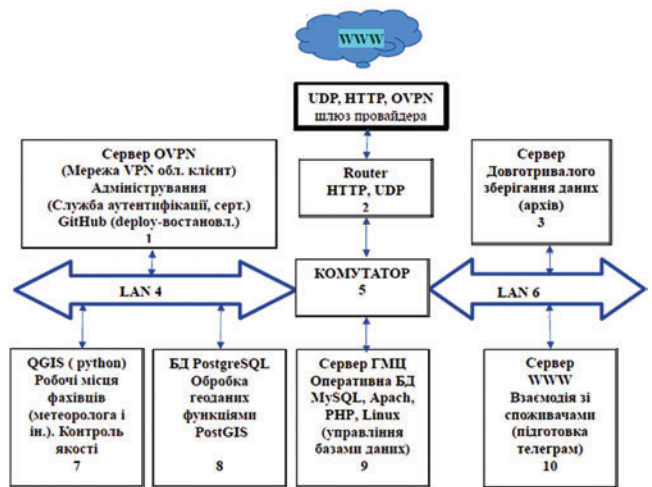 WWW
UDP, HTTP, OVPN
шлюз провайдера
Сервер OVPN
(Мережа VPN обл. клієнт)
Адміністрування
(Служба аутентифікації, серт.)
GitHub (deploy-востановл.)
1
Router
HTTP, UDP
2
Сервер
Довготривалого
зберігання даних
(архів)
3
LAN 4
КОМУТАТОР
5
LAN 6
QGIS ( python)
Робочі місця
фахівців
(метеоролога і
ін.). Контроль
якості
7
БД PostgreSQL
Обробка
геоданих
функціями
PostGIS
8
Сервер ГМЦ
Оперативна БД
MySQL, Apach,
PHP, Linux
(управління
базами даних)
9
Сервер
WWW
Взаємодія зі
споживачами
(підготовка
телеграм)
10